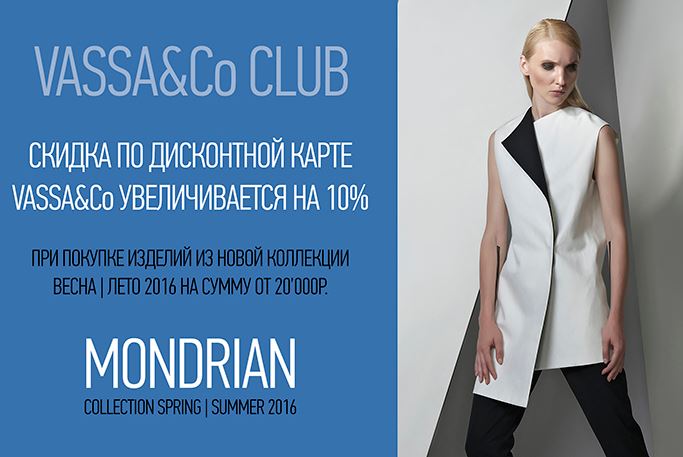 VASSA&Co CLUB
СКИДКА ПО ДИСКОНТНОЙ КАРТЕ
VASSA&Co УВЕЛИЧИВАЕТСЯ НА 10%
ПРИ ПОКУПКЕ ИЗДЕЛИЙ ИЗ НОВОЙ КОЛЛЕКЦИИ
ВЕСНА | ЛЕТО 2016 НА СУММУ ОТ 20'000Р.
MONDRIAN
COLLECTION SPRING | SUMMER 2016